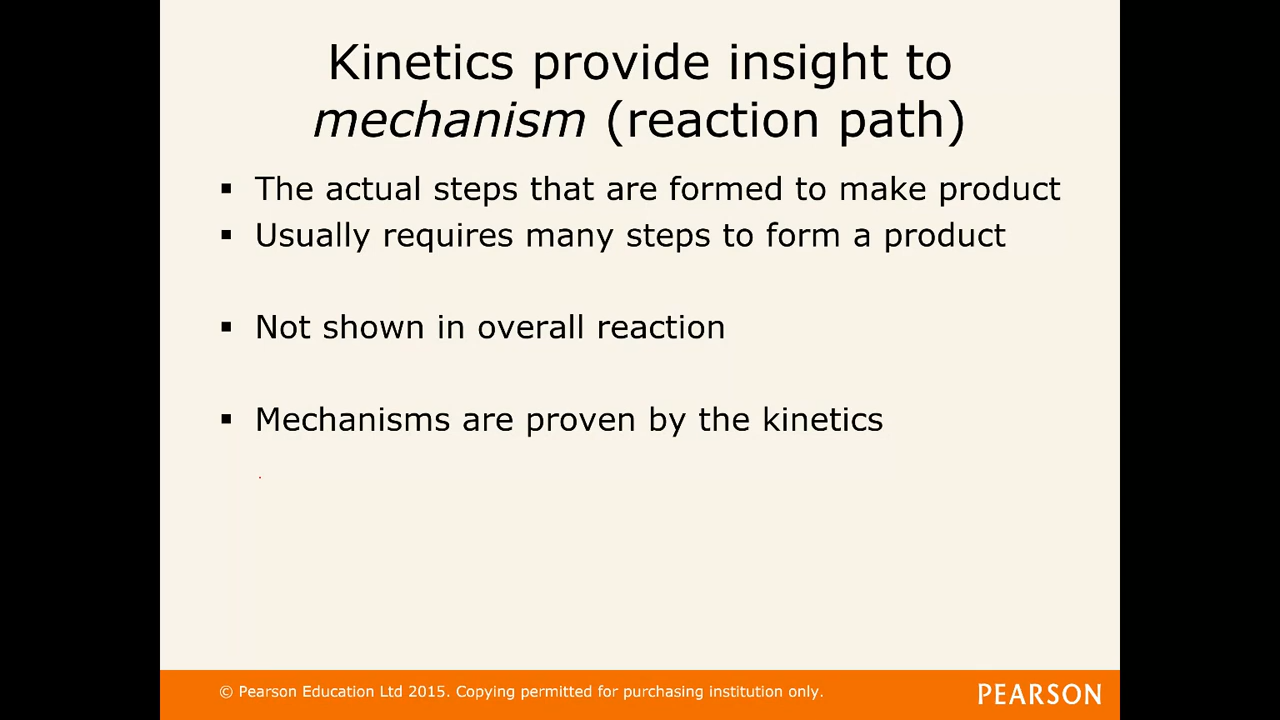 Kinetics provide insight to
mechanism (reaction path)
▪ The actual steps that are formed to make product
▪ Usually requires many steps to form a product
▪ Not shown in overall reaction
▪ Mechanisms are proven by the kinetics
© Pearson Education Ltd 2015. Copying permitted for purchasing institution only.
PEARSON